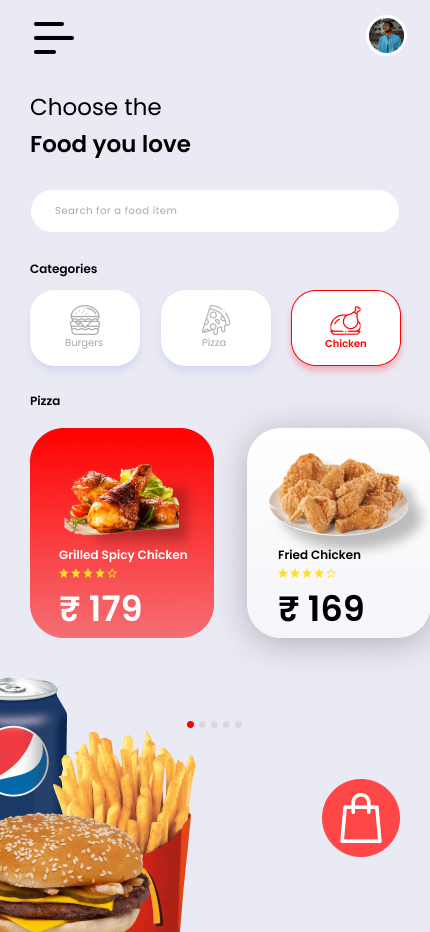 Choose the
Food you love
Search for a food item
Categories
Burgers
Pizza
Chicken
Pizza
Grilled Spicy Chicken
Fried Chicken
₹ 179
₹ 169